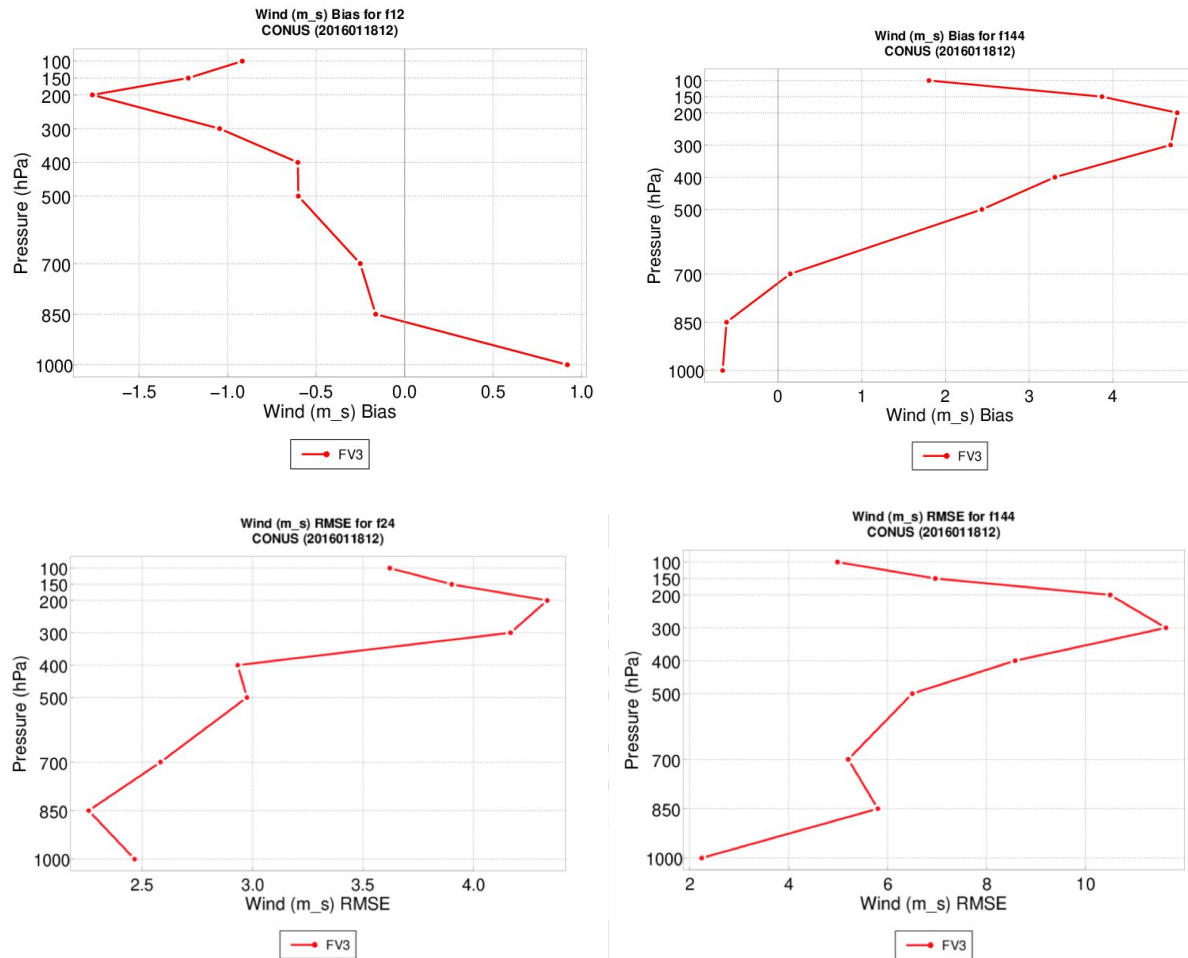 Wind (m_s) Bias for f12
CONUS (2016011812)
100
150
200
300
400
500
700
850
1000
Pressure (hPa)
−1.5 −1.0 −0.5 0.0 0.5 1.0
Wind (m_s) Bias
FV3
Wind (m_s) Bias for f144
CONUS (2016011812)
100
150
200
300
400
500
700
850
1000
Pressure (hPa)
0 1 2 3 4
Wind (m_s) Bias
FV3
Wind (m_s) RMSE for f24
CONUS (2016011812)
100
150
200
300
400
500
700
850
1000
Pressure (hPa)
2.5 3.0 3.5 4.0
Wind (m_s) RMSE
FV3
Wind (m_s) RMSE for f144
CONUS (2016011812)
100
150
200
300
400
500
700
850
1000
Pressure (hPa)
2 4 6 8 10
Wind (m_s) RMSE
FV3